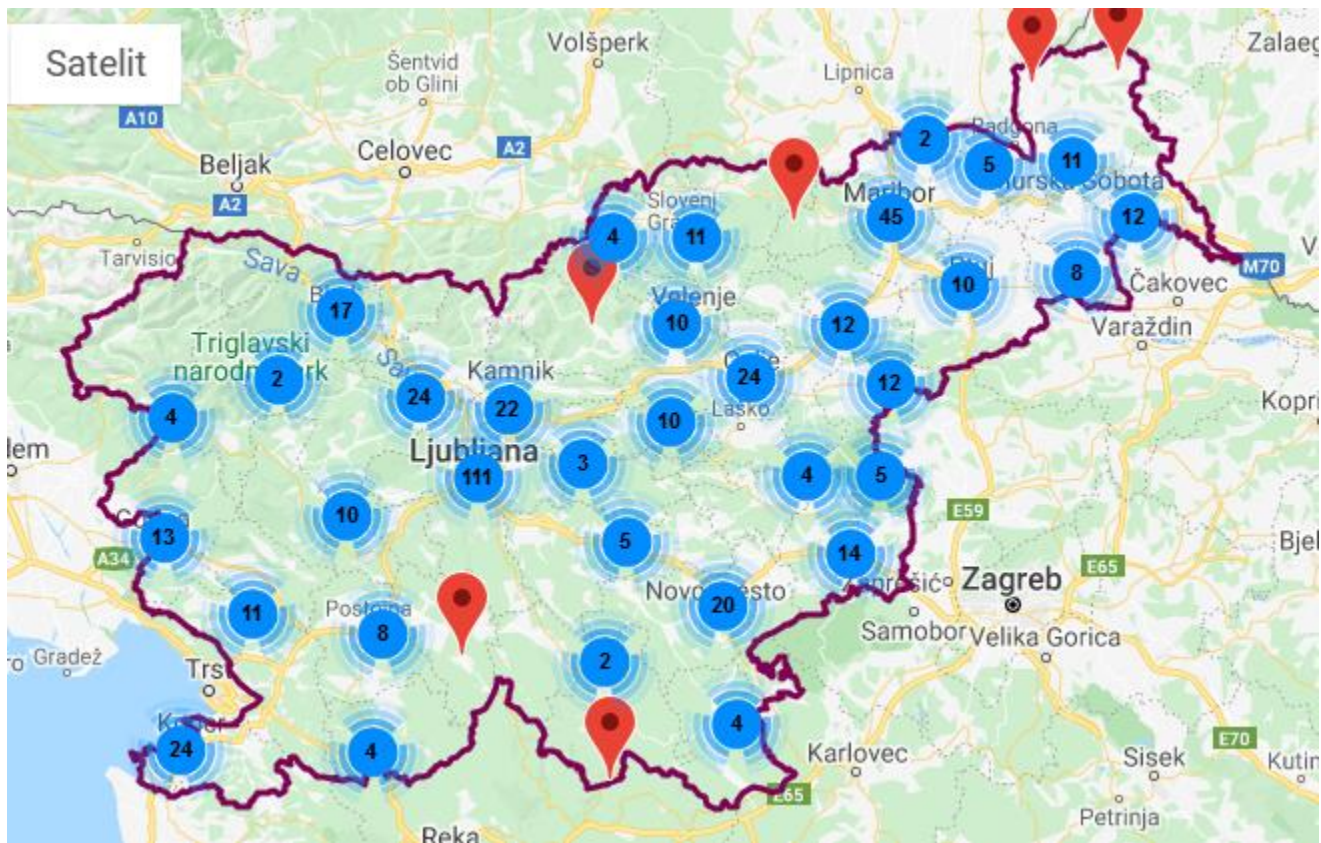 Satelit
Volšperk
Zalaeg
Šentvid
ob Glini
Lipnica
A10
Celovec
A2
Beljak
A2
Radgona
2
5
11
Murska Sobota
Maribor
45
12
Slovenj
4
11
Tarvisio
Sava
M70
8
Čakovec
10
Varaždin
17
Velenje
10
12
Triglavski
narodni park
2
Kamnik
24
12
24
22
4
Laško
10
Kopri
Ljubljana
111
3
4
5
10
E59
13
5
14
Bjel
A34
E65
Zaprešić
Zagreb
Novo mesto
20
11
Postojna
8
Samobor
Velika Gorica
Gradež
Trst
2
4
Koper
24
4
E70
Karlovec
Sisek
Kutin
E65
Petrinja
Reka